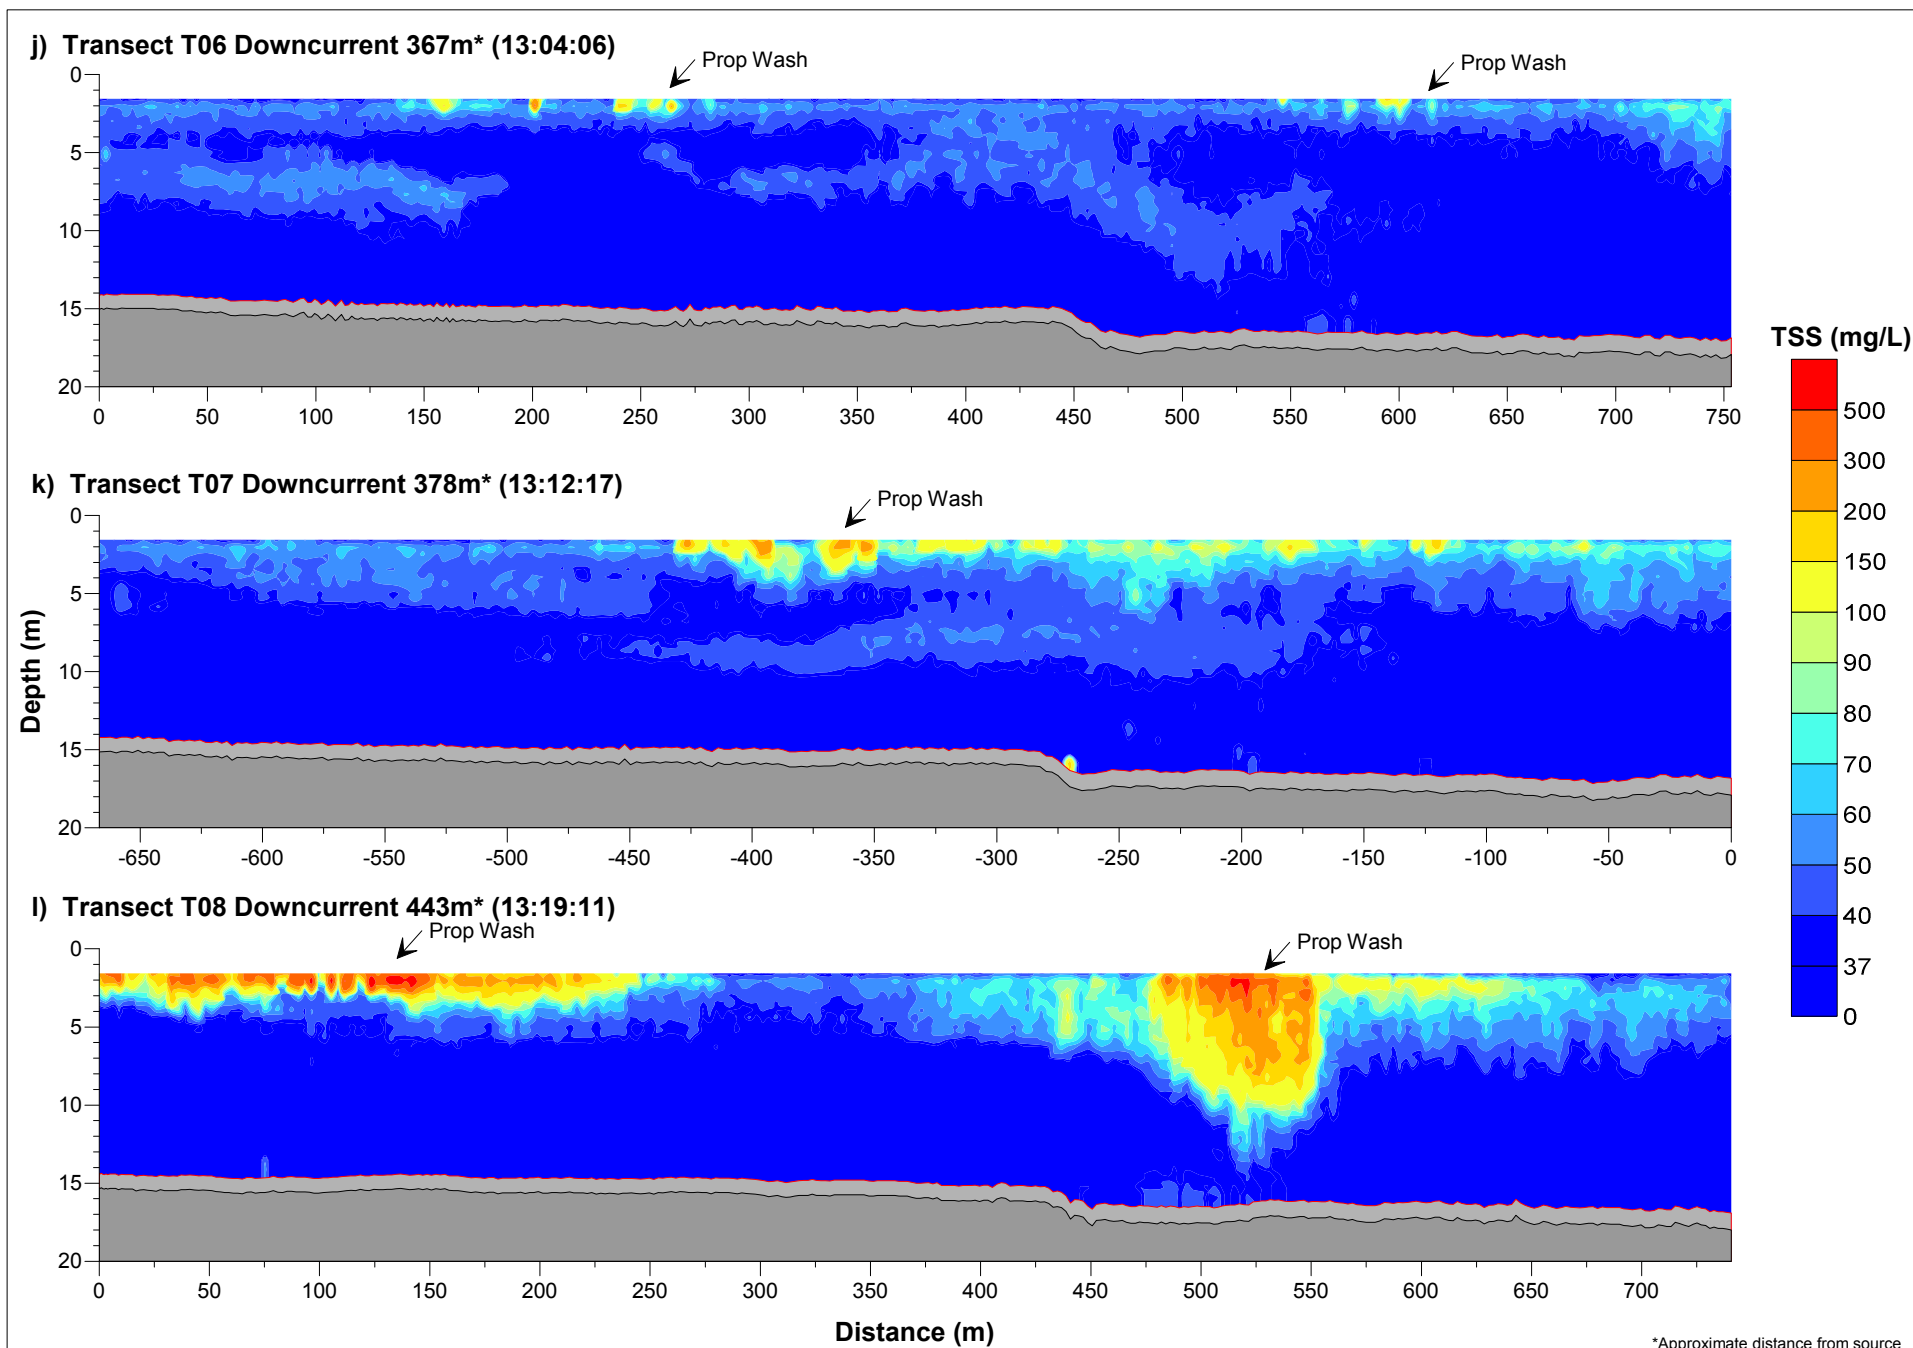 j) Transect T06 Downcurrent 367m* (13:04:06)
Prop Wash
Prop Wash
0
5
10
15
20
0 50 100 150 200 250 300 350 400 450 500 550 600 650 700 750
TSS (mg/L)
500
300
200
150
100
90
80
70
60
50
40
37
0
k) Transect T07 Downcurrent 378m* (13:12:17)
Prop Wash
0
5
10
15
20
Depth (m)
-650 -600 -550 -500 -450 -400 -350 -300 -250 -200 -150 -100 -50 0
l) Transect T08 Downcurrent 443m* (13:19:11)
Prop Wash
Prop Wash
0
5
10
15
20
0 50 100 150 200 250 300 350 400 450 500 550 600 650 700
Distance (m)
*Approximate distance from source